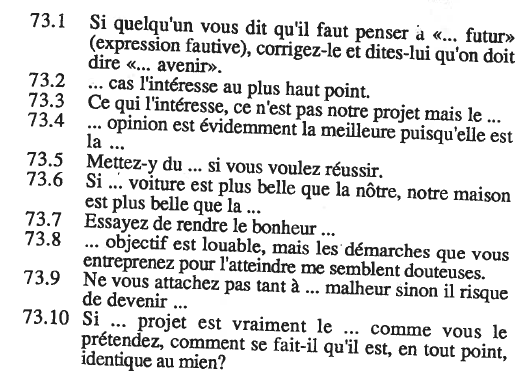 73.1 Si quelqu'un vous dit qu'il faut penser à «... futur»
(expression fautive), corrigez-le et dites-lui qu'on doit
dire «... avenir».
73.2 ... cas l'intéresse au plus haut point.
73.3 Ce qui l'intéresse, ce n'est pas notre projet mais le ...
73.4 ... opinion est évidemment la meilleure puisqu'elle est
la ...
73.5 Mettez-y du ... si vous voulez réussir.
73.6 Si ... voiture est plus belle que la nôtre, notre maison
est plus belle que la ...
73.7 Essayez de rendre le bonheur ...
73.8 ... objectif est louable, mais les démarches que vous
entreprenez pour l'atteindre me semblent douteuses.
73.9 Ne vous attachez pas tant à ... malheur sinon il risque
de devenir ...
73.10 Si ... projet est vraiment le ... comme vous le
prétendez, comment se fait-il qu'il est, en tout point,
identique au mien?